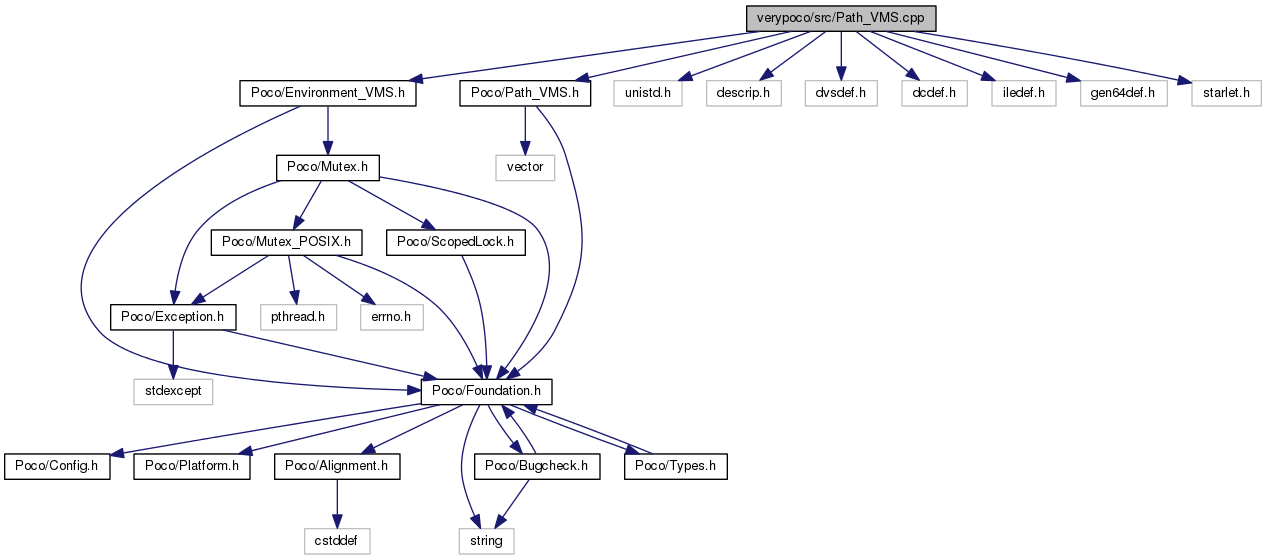 verypoco/src/Path_VMS.cpp
Poco/Environment_VMS.h
Poco/Path_VMS.h
unistd.h
descrip.h
dvsdef.h
dcdef.h
iledef.h
gen64def.h
starlet.h
Poco/Mutex.h
vector
Poco/Mutex_POSIX.h
Poco/ScopedLock.h
Poco/Exception.h
pthread.h
errno.h
stdexcept
Poco/Foundation.h
Poco/Config.h
Poco/Platform.h
Poco/Alignment.h
Poco/Bugcheck.h
Poco/Types.h
cstddef
string